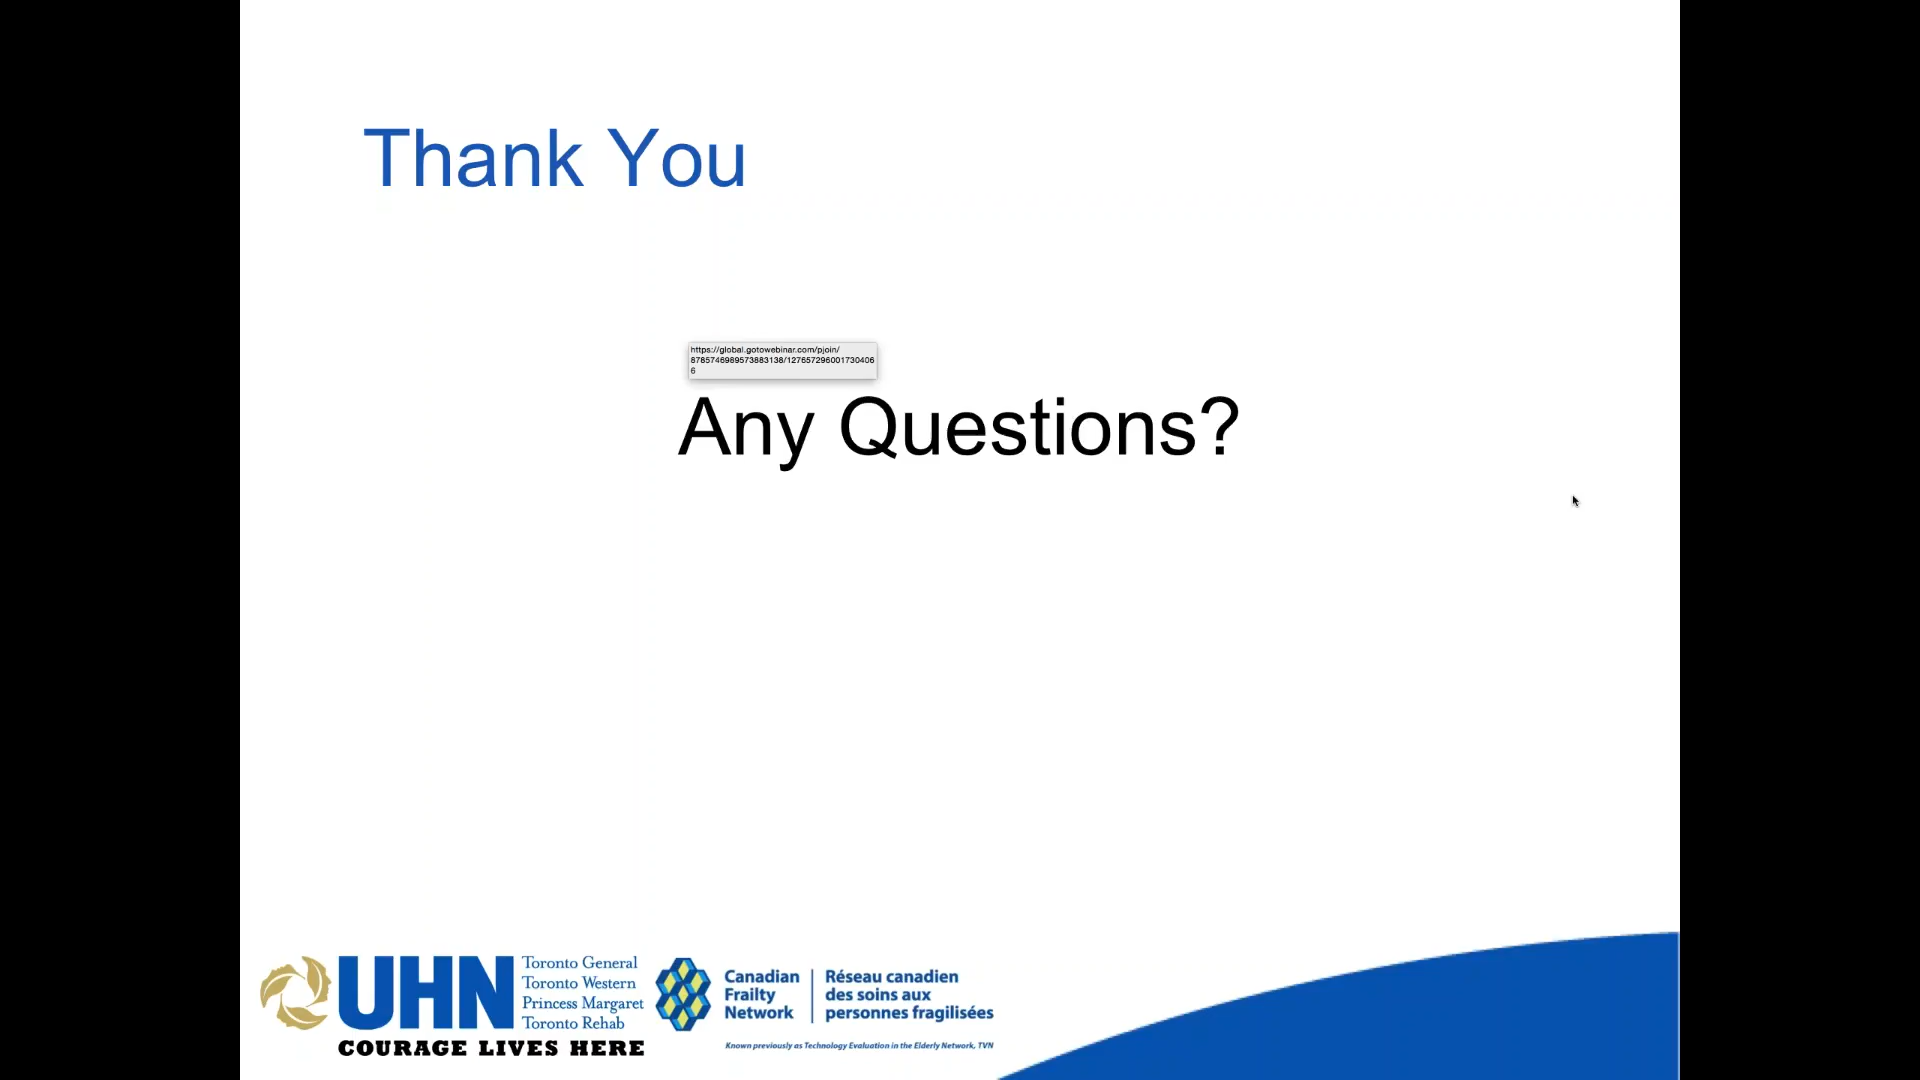 Thank You
https://global.gotowebinar.com/pjoin/
8785746989573883138/127657296001730406
6
Any Questions?
UHN
Toronto General
Toronto Western
Princess Margaret
Toronto Rehab
COURAGE LIVES HERE
Canadian
Frailty
Network
Réseau canadien
des soins aux
personnes fragilisées
Known previously as Technology Evaluation in the Elderly Network, TVN